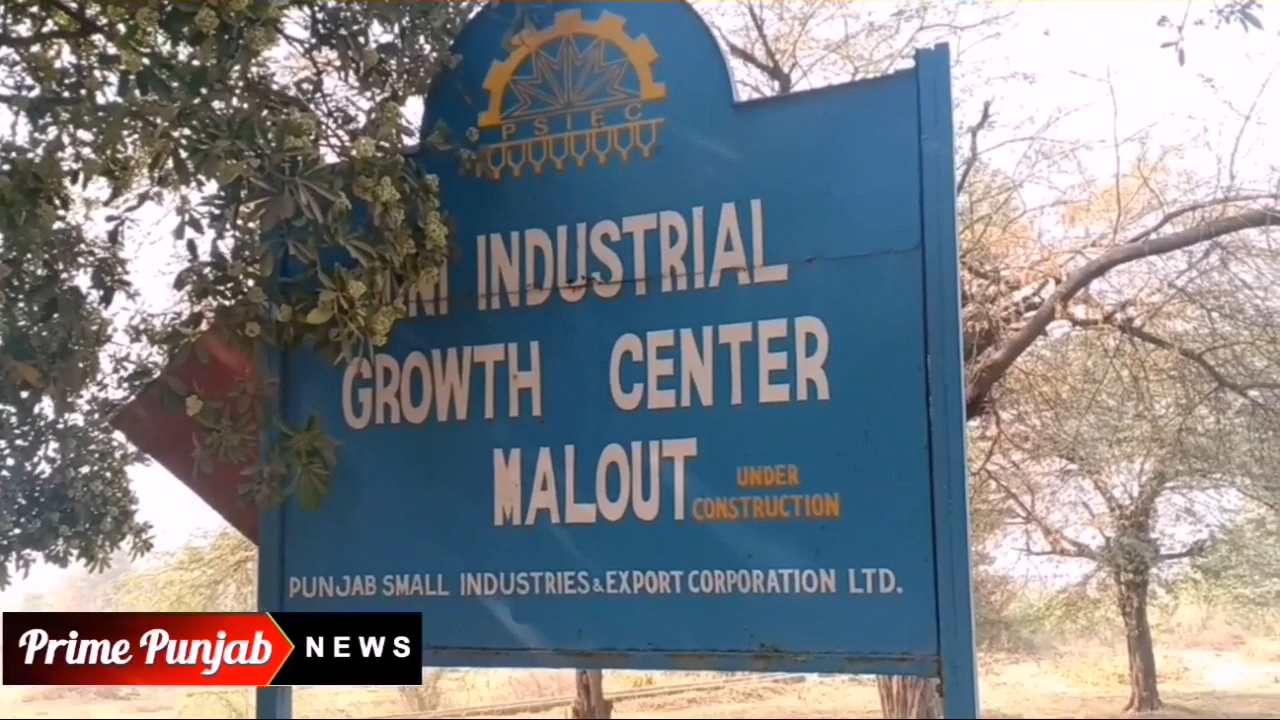 PSIEC
INDUSTRIAL
GROWTH CENTER
MALOUT UNDER
CONSTRUCTION
PUNJAB SMALL INDUSTRIES & EXPORT CORPORATION LTD.
Prime Punjab NEWS